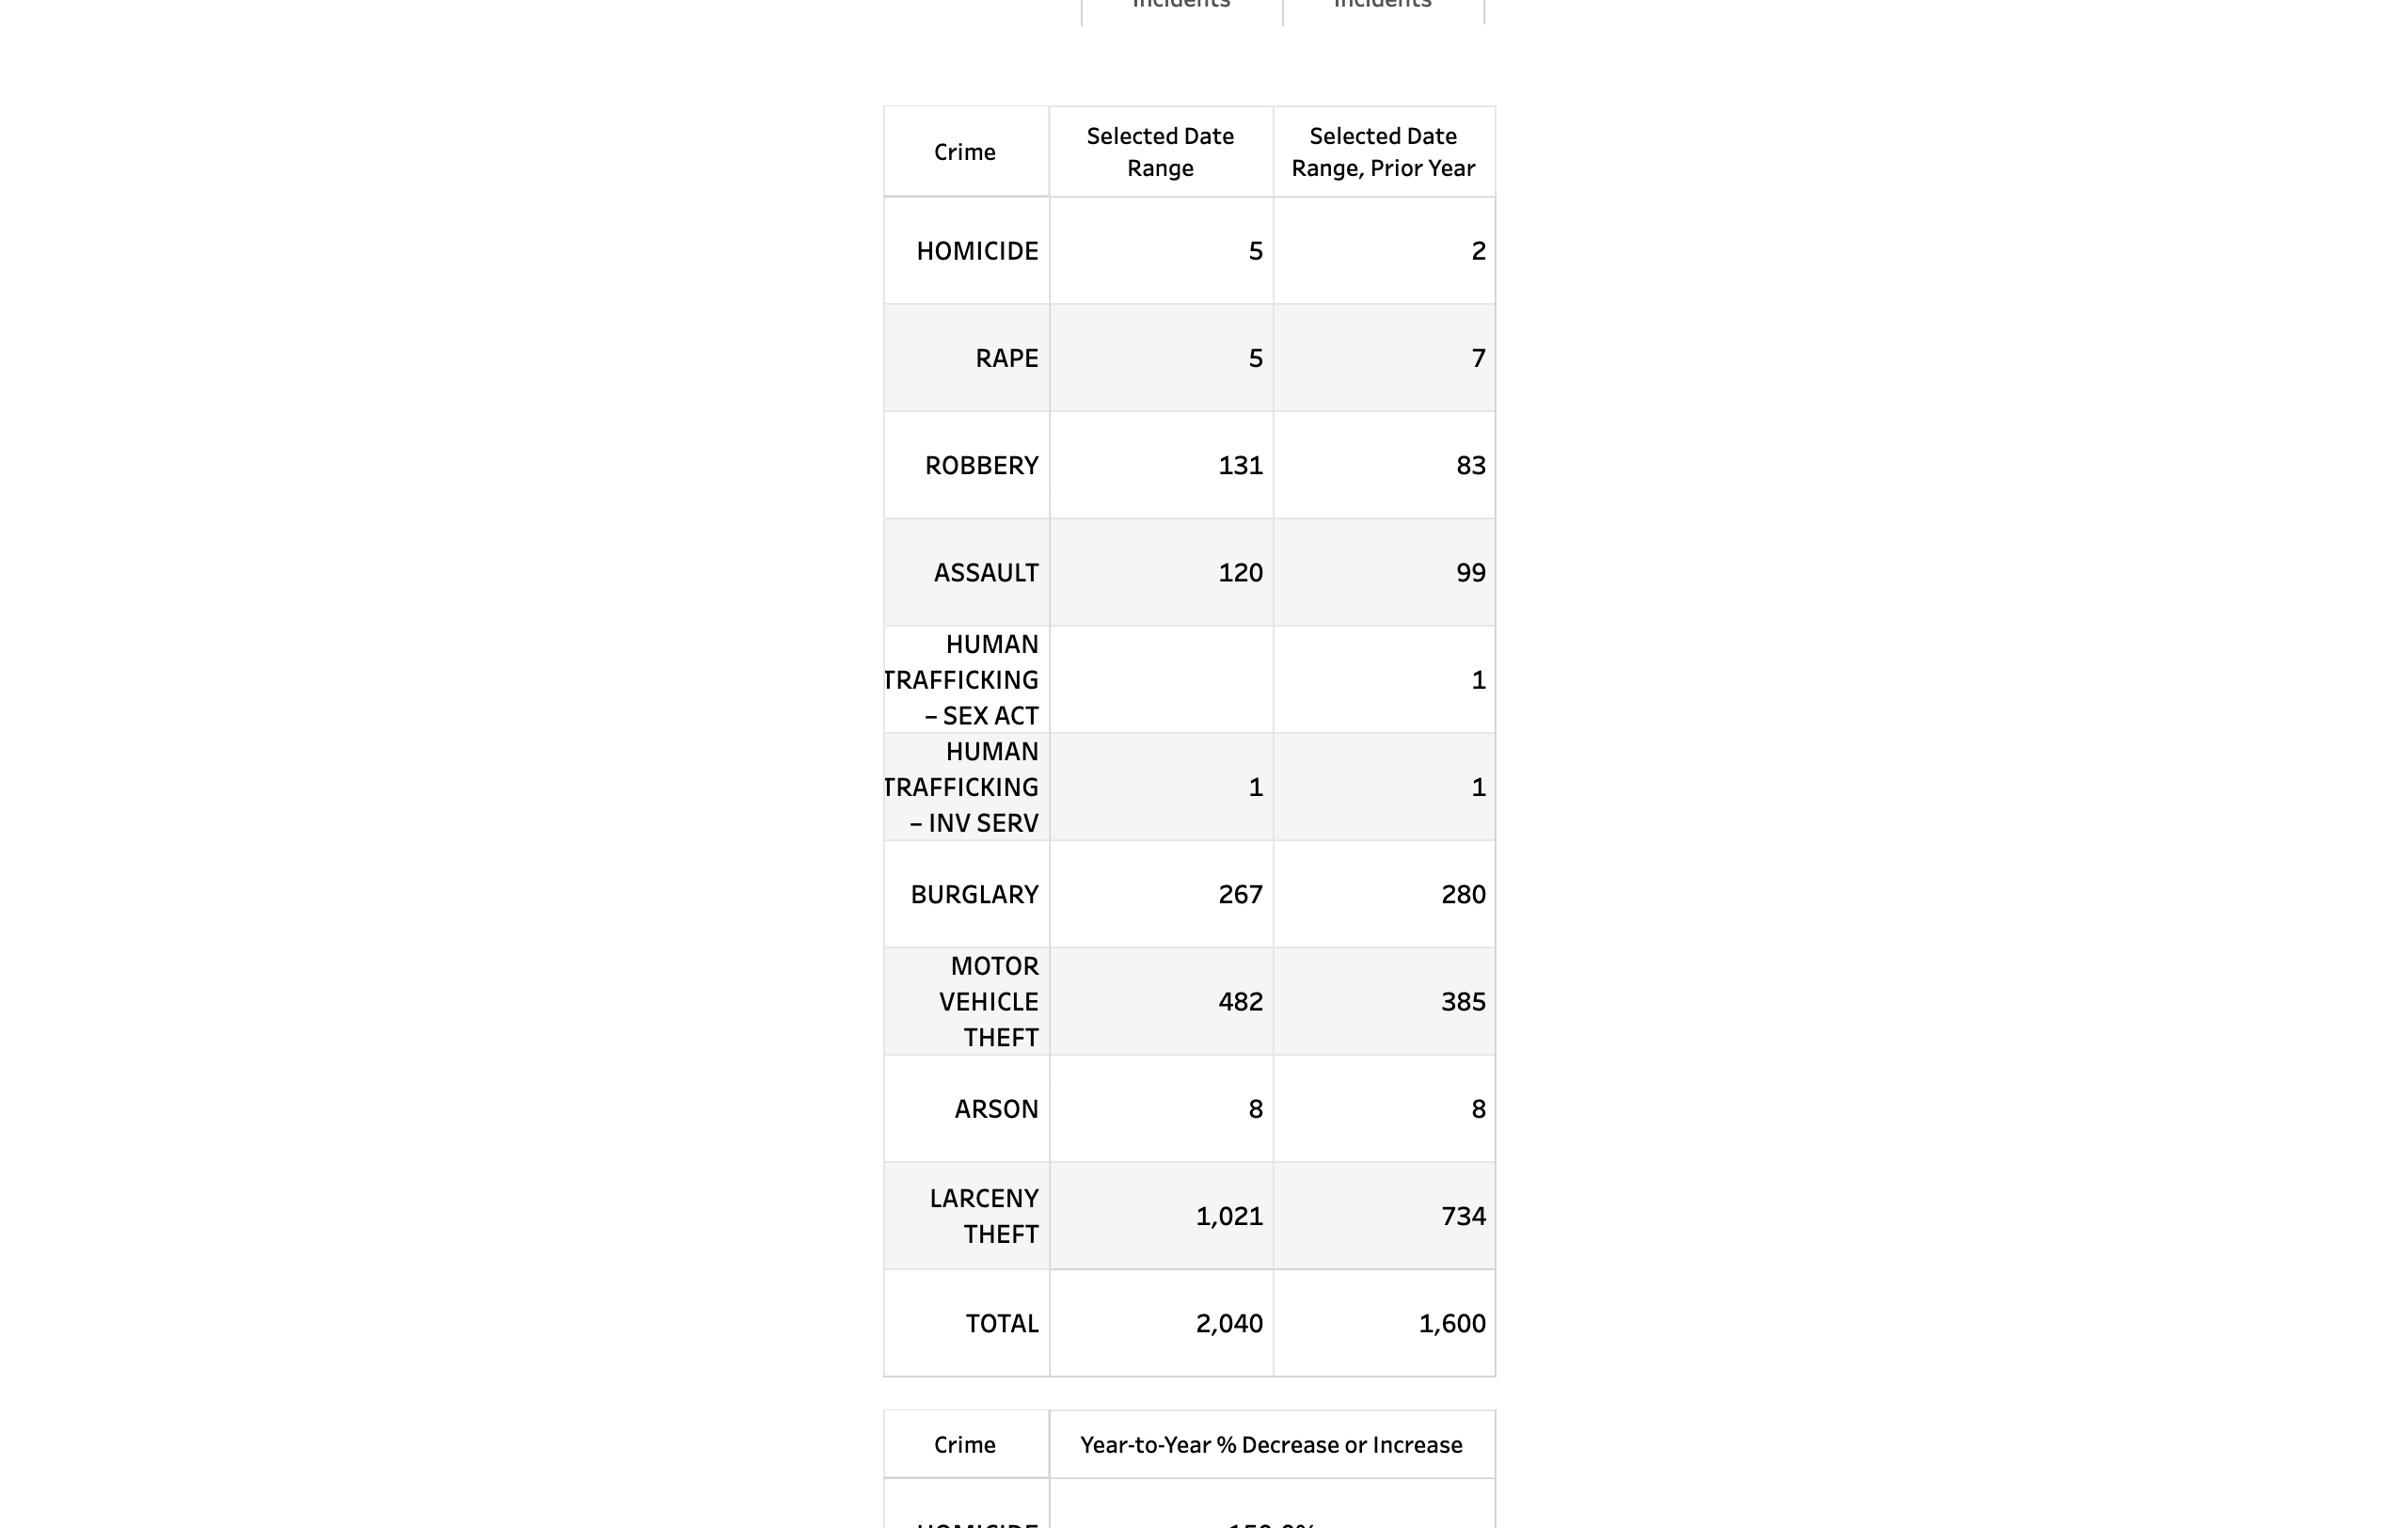 Incidents Incidents
Crime Selected Date Range Selected Date Range, Prior Year
HOMICIDE 5 2
RAPE 5 7
ROBBERY 131 83
ASSAULT 120 99
HUMAN TRAFFICKING – SEX ACT 1
HUMAN TRAFFICKING – INV SERV 1 1
BURGLARY 267 280
MOTOR VEHICLE THEFT 482 385
ARSON 8 8
LARCENY THEFT 1,021 734
TOTAL 2,040 1,600
Crime Year-to-Year % Decrease or Increase
HOMICIDE 150.0%